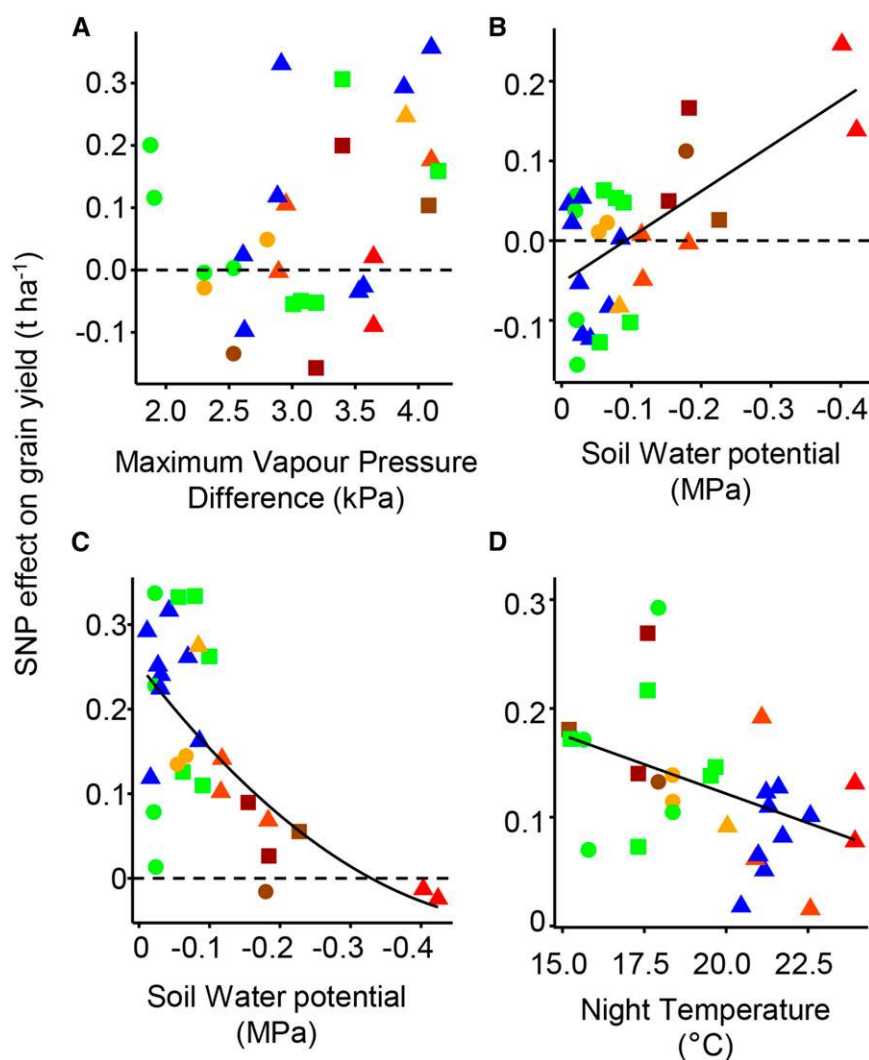 SNP effect on grain yield (t ha⁻¹)
A
0.3
0.2
0.1
0.0
-0.1
2.0 2.5 3.0 3.5 4.0
Maximum Vapour Pressure
Difference (kPa)
B
0.2
0.1
0.0
-0.1
0 -0.1 -0.2 -0.3 -0.4
Soil Water potential
(MPa)
C
0.3
0.2
0.1
0
0 -0.1 -0.2 -0.3 -0.4
Soil Water potential
(MPa)
D
0.3
0.2
0.1
0
15.0 17.5 20.0 22.5
Night Temperature
(°C)